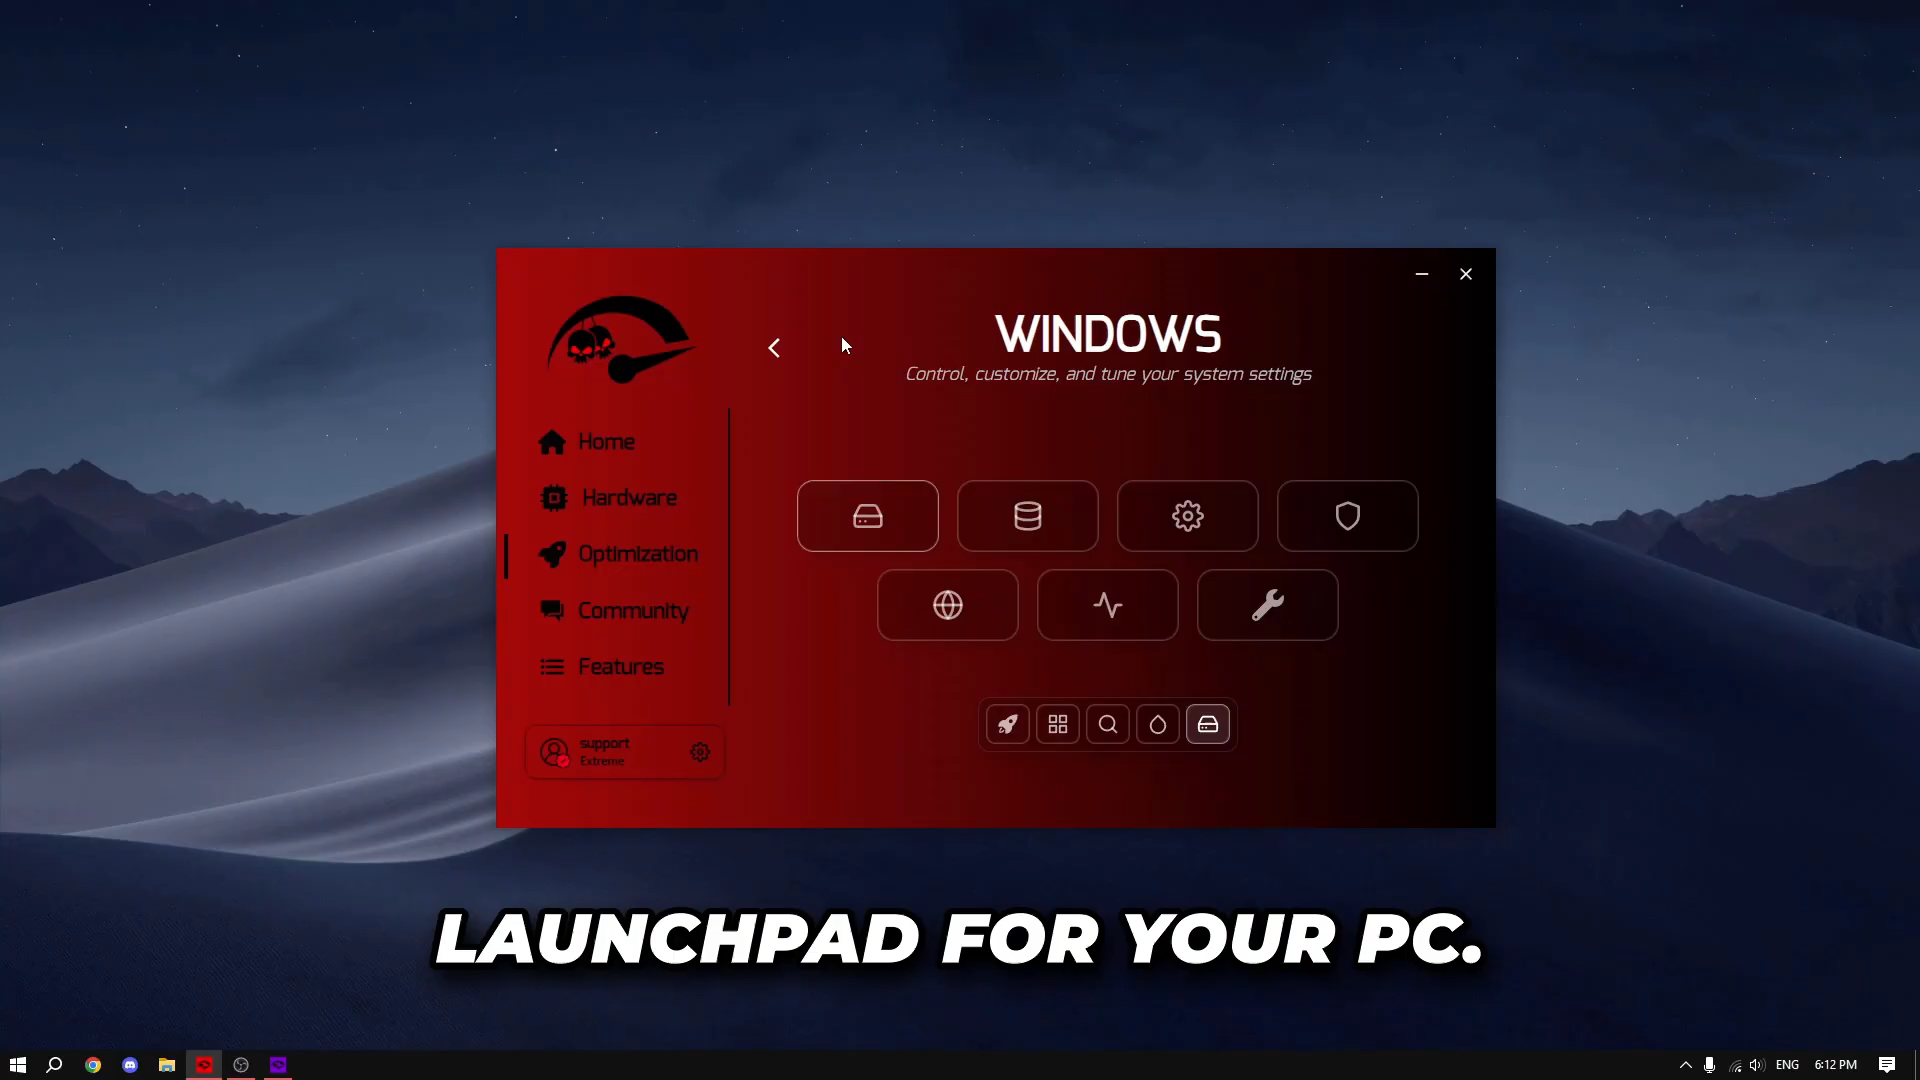 WINDOWS
Control, customize, and tune your system settings
Home
Hardware
Optimization
Community
Features
support
Extreme
LAUNCHPAD FOR YOUR PC.
ENG
6:12 PM